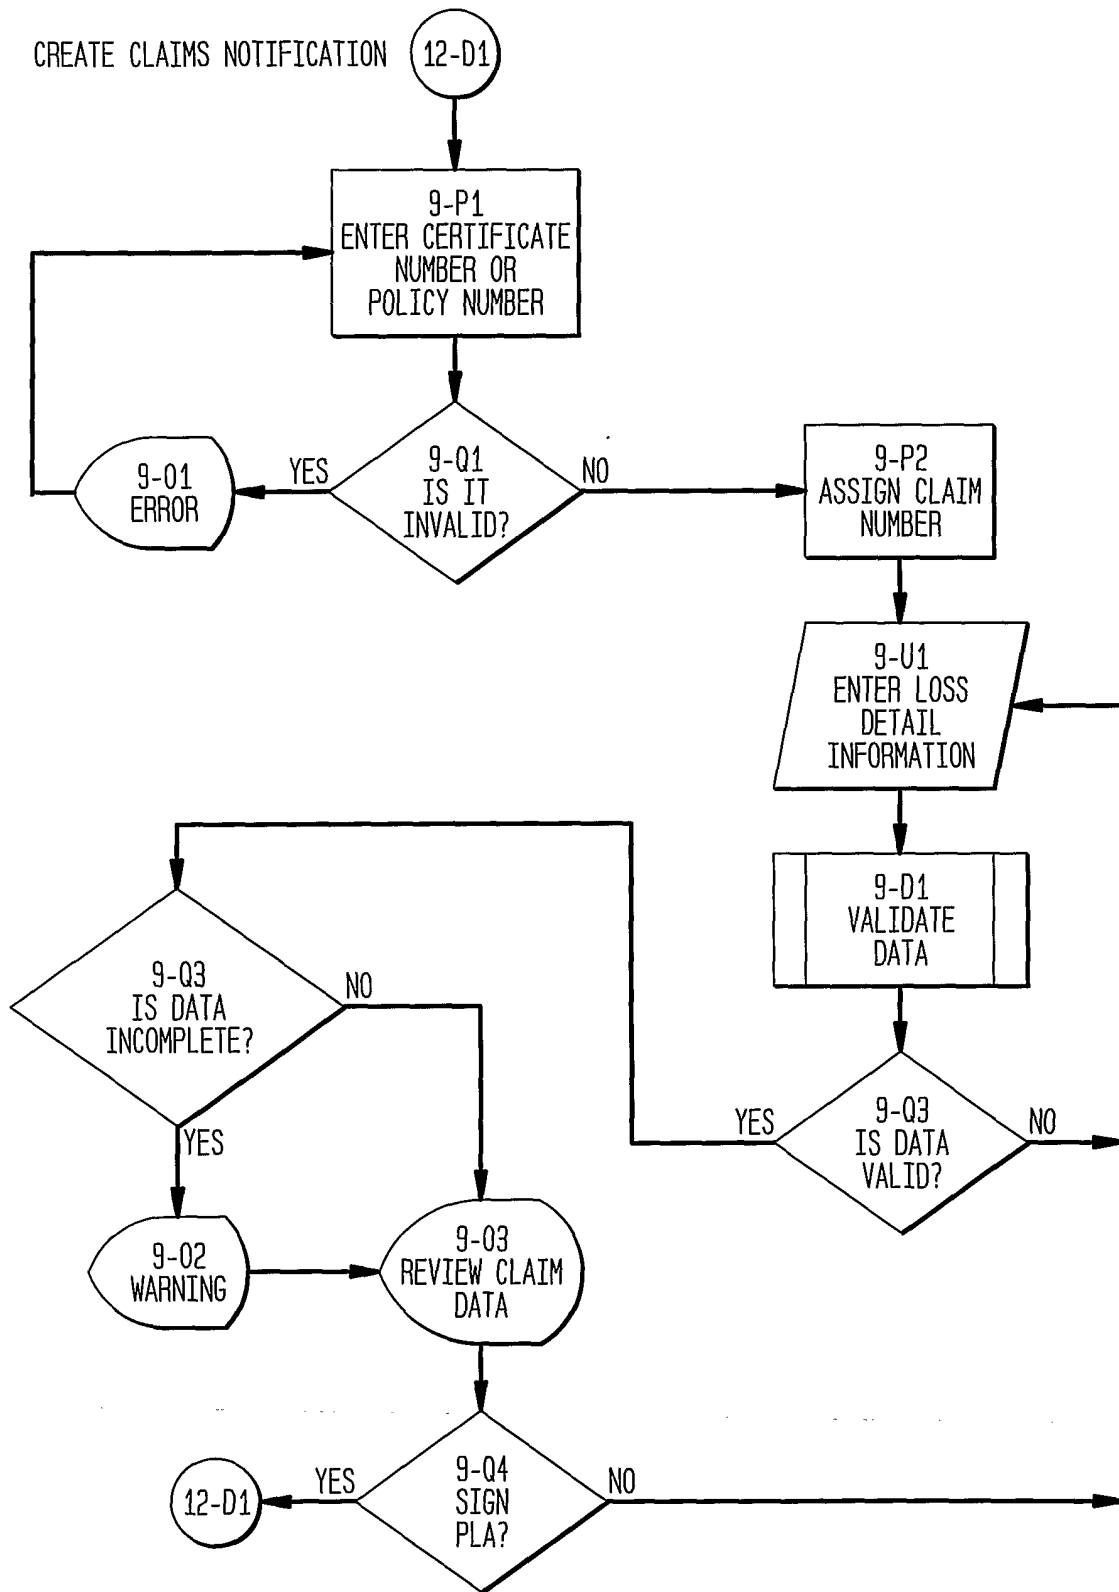 CREATE CLAIMS NOTIFICATION
12-D1
9-P1
ENTER CERTIFICATE
NUMBER OR
POLICY NUMBER
9-O1
ERROR
YES
9-Q1
IS IT
INVALID?
NO
9-P2
ASSIGN CLAIM
NUMBER
9-U1
ENTER LOSS
DETAIL
INFORMATION
9-D1
VALIDATE
DATA
9-Q3
IS DATA
INCOMPLETE?
NO
YES
YES
9-Q3
IS DATA
VALID?
NO
9-O2
WARNING
9-O3
REVIEW CLAIM
DATA
12-D1
YES
9-Q4
SIGN
PLA?
NO